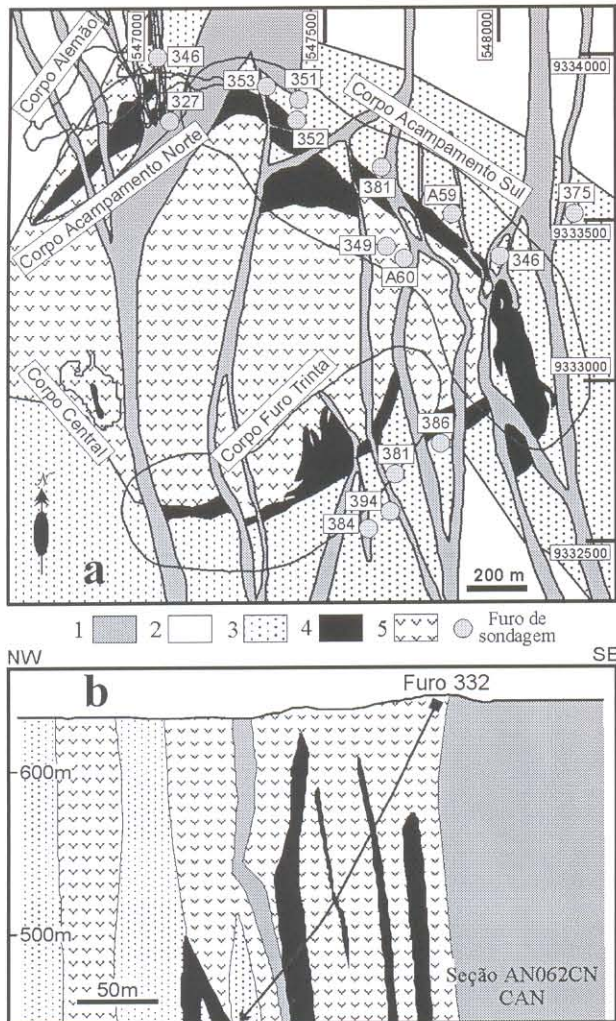 547000
547500
548000
Corpo Alemão
346
353
351
9334000
327
352
Corpo Acampamento Norte
Corpo Acampamento Sul
381
A59
375
9333500
349
A60
346
Corpo Central
Corpo Furo Trinta
9333000
386
381
394
384
N
9332500
a
200 m
1 2 3 4 5 Furo de
sondagem
NW SE
b Furo 332
600m
500m
50m
Seção AN062CN
CAN